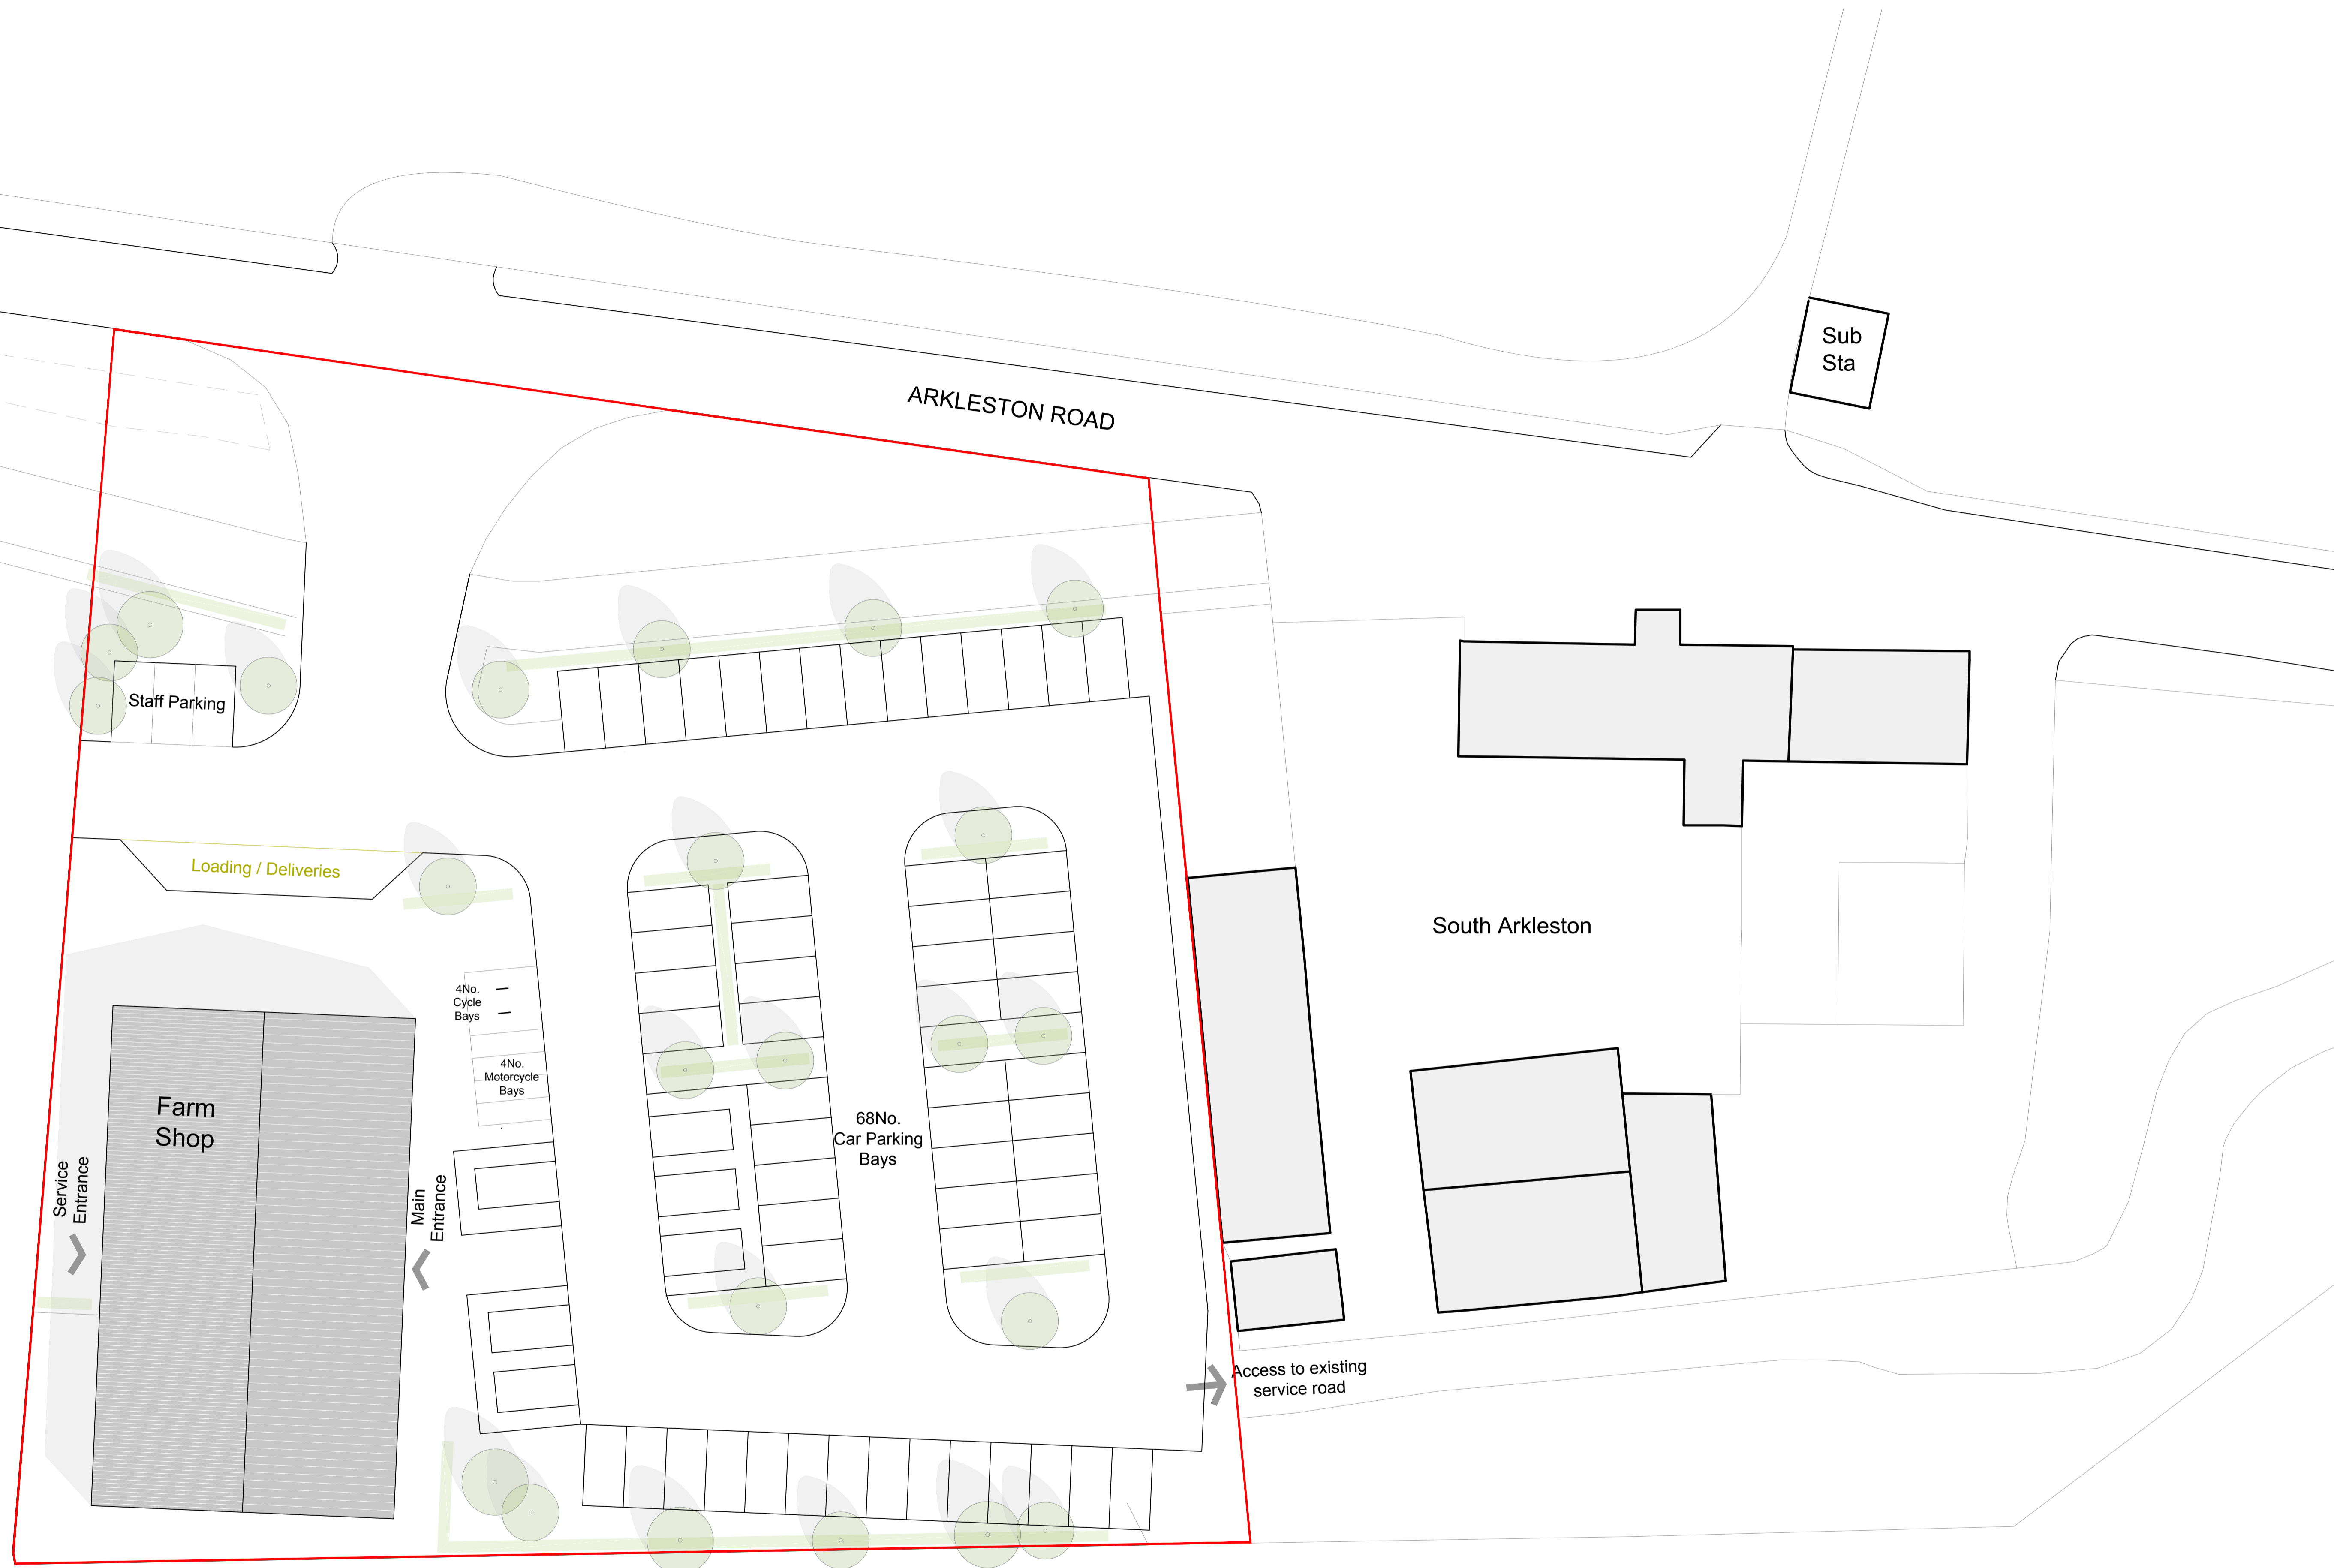 Sub
Sta
ARKLESTON ROAD
Staff Parking
Loading / Deliveries
South Arkleston
4No.
Cycle
Bays
4No.
Motorcycle
Bays
Farm
Shop
68No.
Car Parking
Bays
Service
Entrance
Main
Entrance
Access to existing
service road